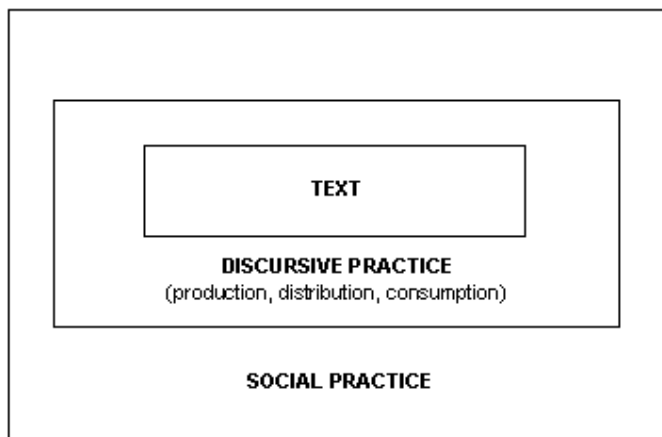 TEXT
DISCURSIVE PRACTICE
(production, distribution, consumption)
SOCIAL PRACTICE